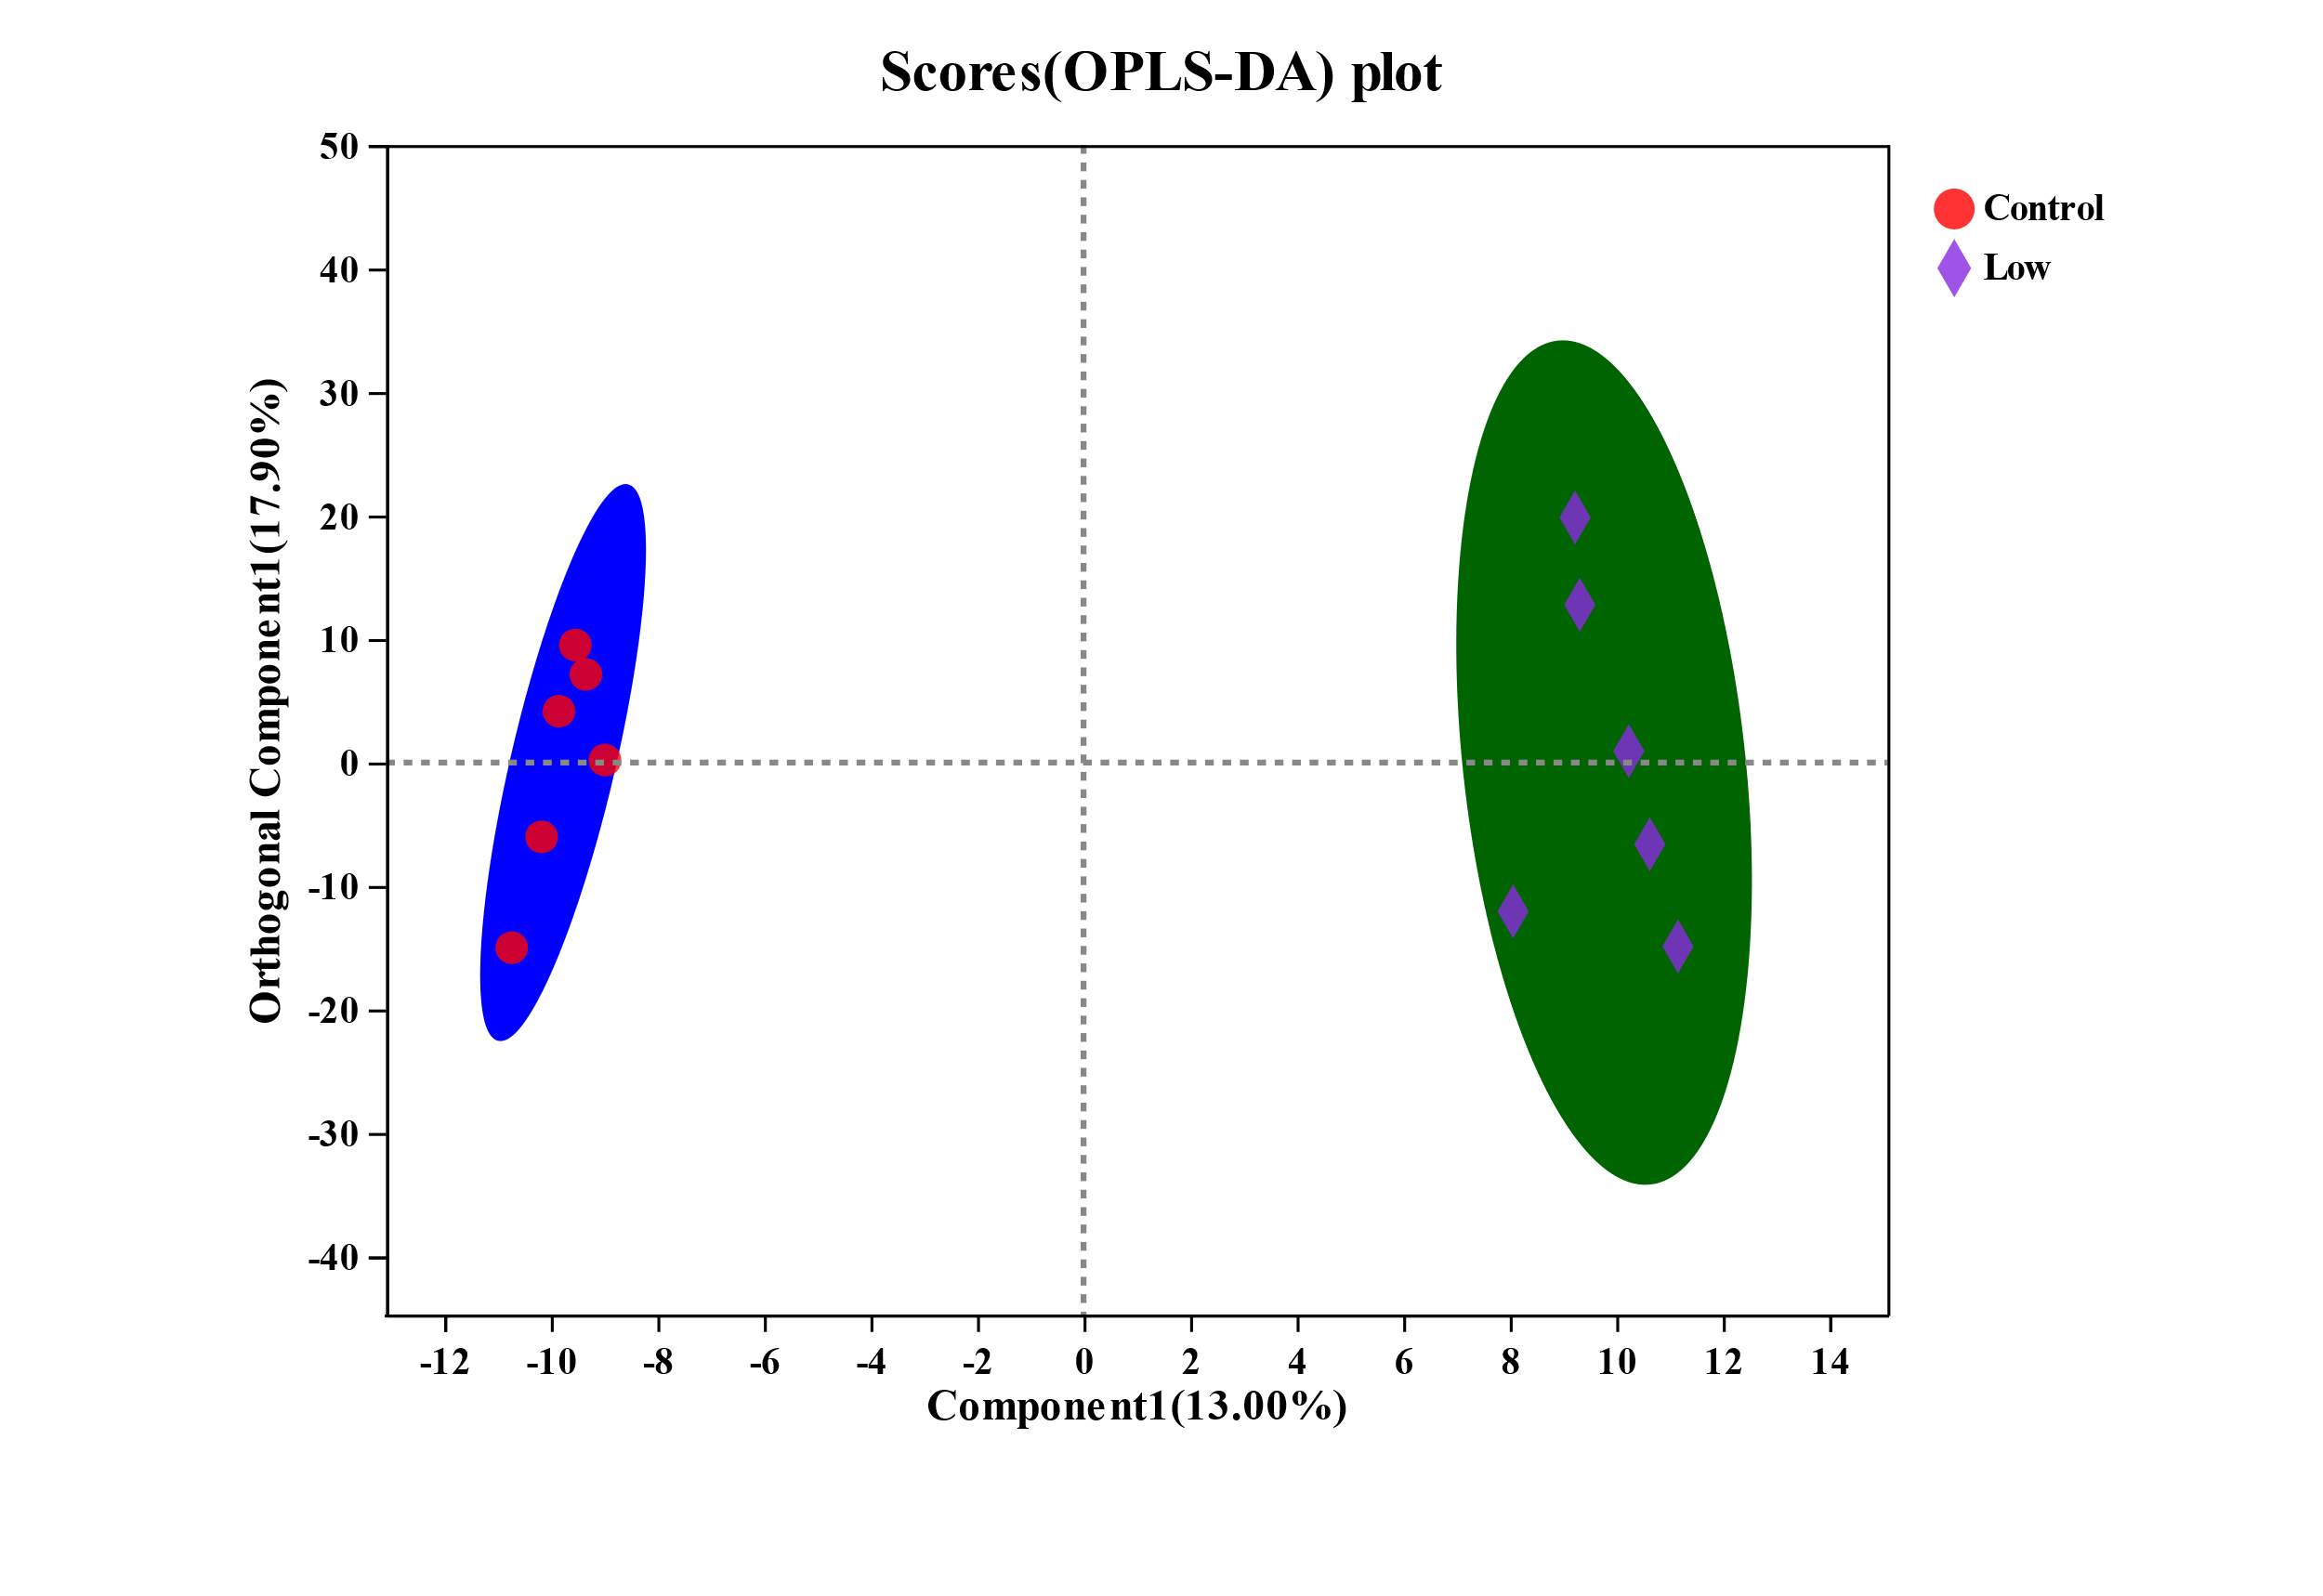 Scores(OPLS-DA) plot
50
40
30
20
10
0
-10
-20
-30
-40
Orthogonal Component1(17.90%)
Control
Low
-12 -10 -8 -6 -4 -2 0 2 4 6 8 10 12 14
Component1(13.00%)